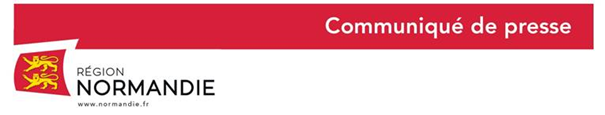 Communiqué de presse
RÉGION
NORMANDIE
www.normandie.fr